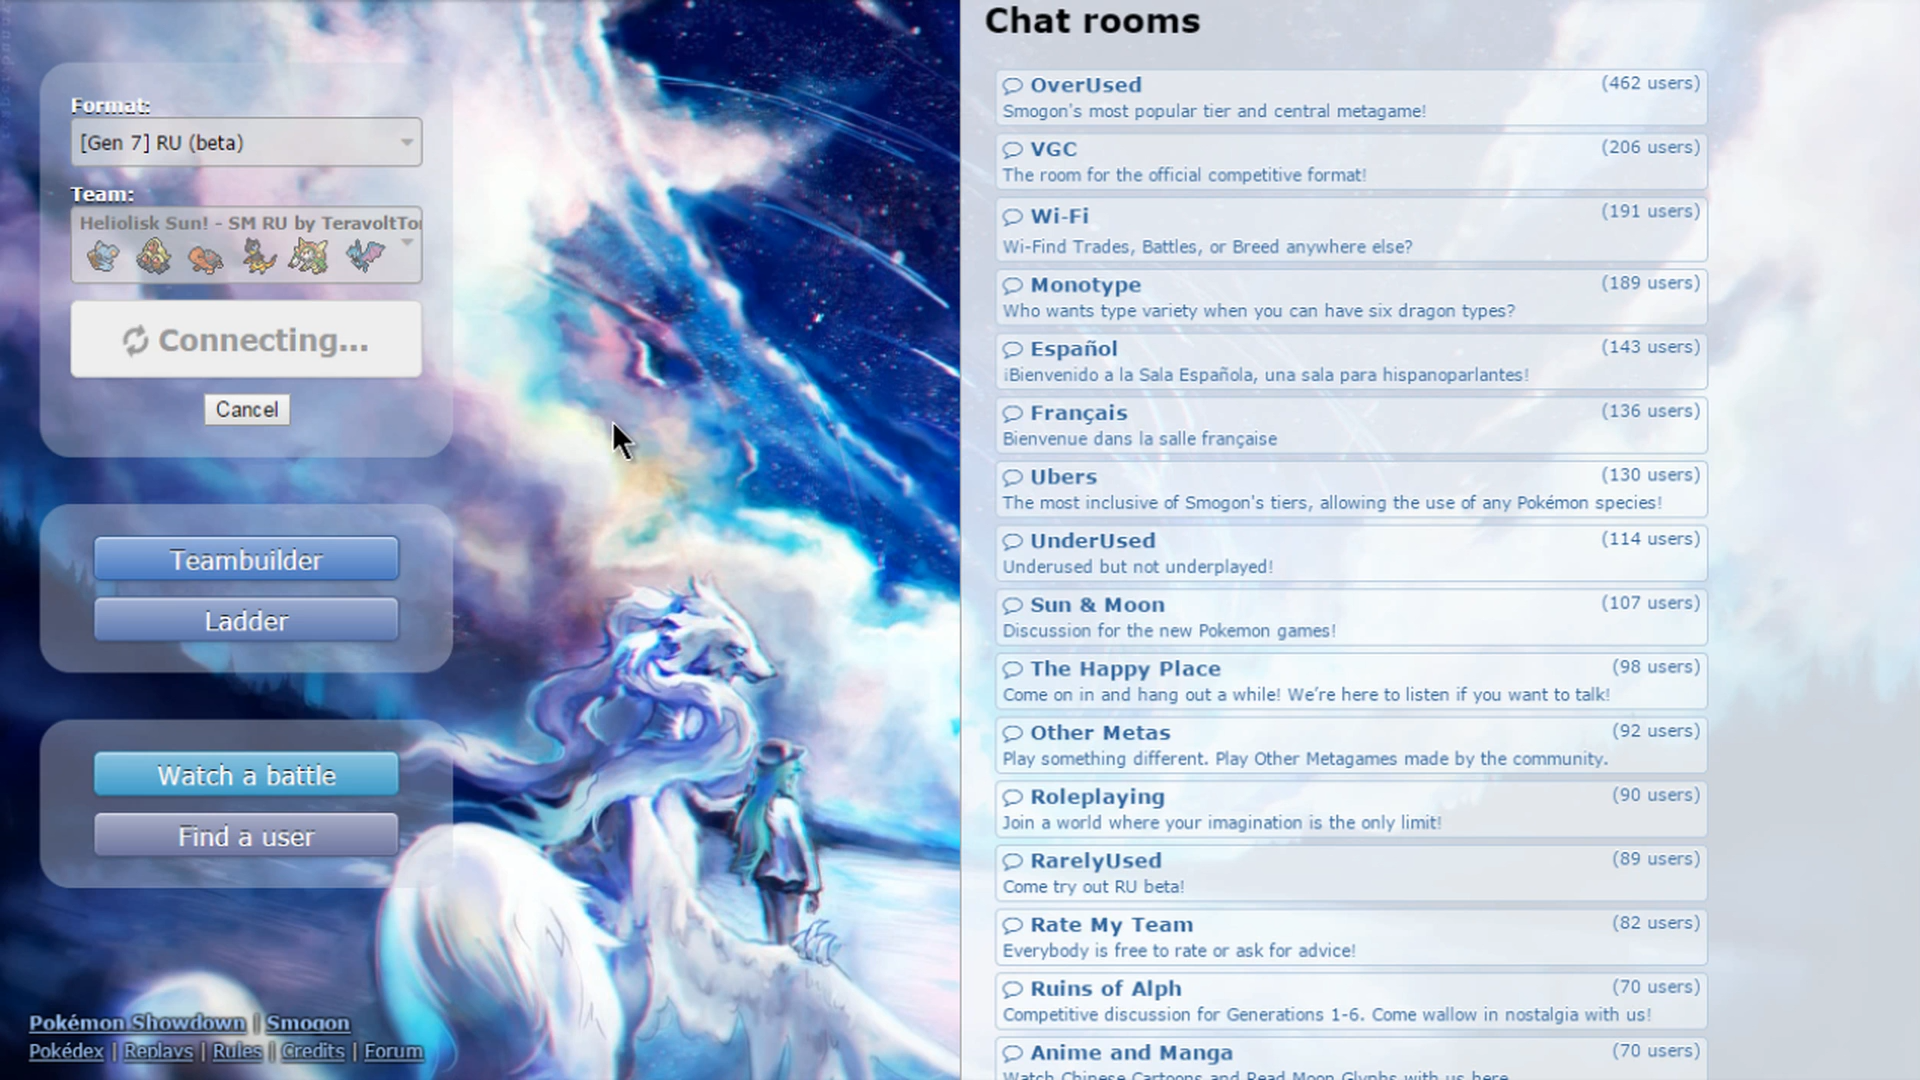 Format:
[Gen 7] RU (beta)
Team:
Heliolisk Sun! - SM RU by TeravoltTo
Connecting...
Cancel
Teambuilder
Ladder
Watch a battle
Find a user
Pokémon Showdown | Smogon
Pokédex | Replays | Rules | Credits | Forum
Chat rooms
OverUsed (462 users)
Smogon's most popular tier and central metagame!
VGC (206 users)
The room for the official competitive format!
Wi-Fi (191 users)
Wi-Find Trades, Battles, or Breed anywhere else?
Monotype (189 users)
Who wants type variety when you can have six dragon types?
Español (143 users)
¡Bienvenido a la Sala Española, una sala para hispanoparlantes!
Français (136 users)
Bienvenue dans la salle française
Ubers (130 users)
The most inclusive of Smogon's tiers, allowing the use of any Pokémon species!
UnderUsed (114 users)
Underused but not underplayed!
Sun & Moon (107 users)
Discussion for the new Pokemon games!
The Happy Place (98 users)
Come on in and hang out a while! We're here to listen if you want to talk!
Other Metas (92 users)
Play something different. Play Other Metagames made by the community.
Roleplaying (90 users)
Join a world where your imagination is the only limit!
RarelyUsed (89 users)
Come try out RU beta!
Rate My Team (82 users)
Everybody is free to rate or ask for advice!
Ruins of Alph (70 users)
Competitive discussion for Generations 1-6. Come wallow in nostalgia with us!
Anime and Manga (70 users)
Watch Chinese Cartoons and Read Moon Glyphs with us here